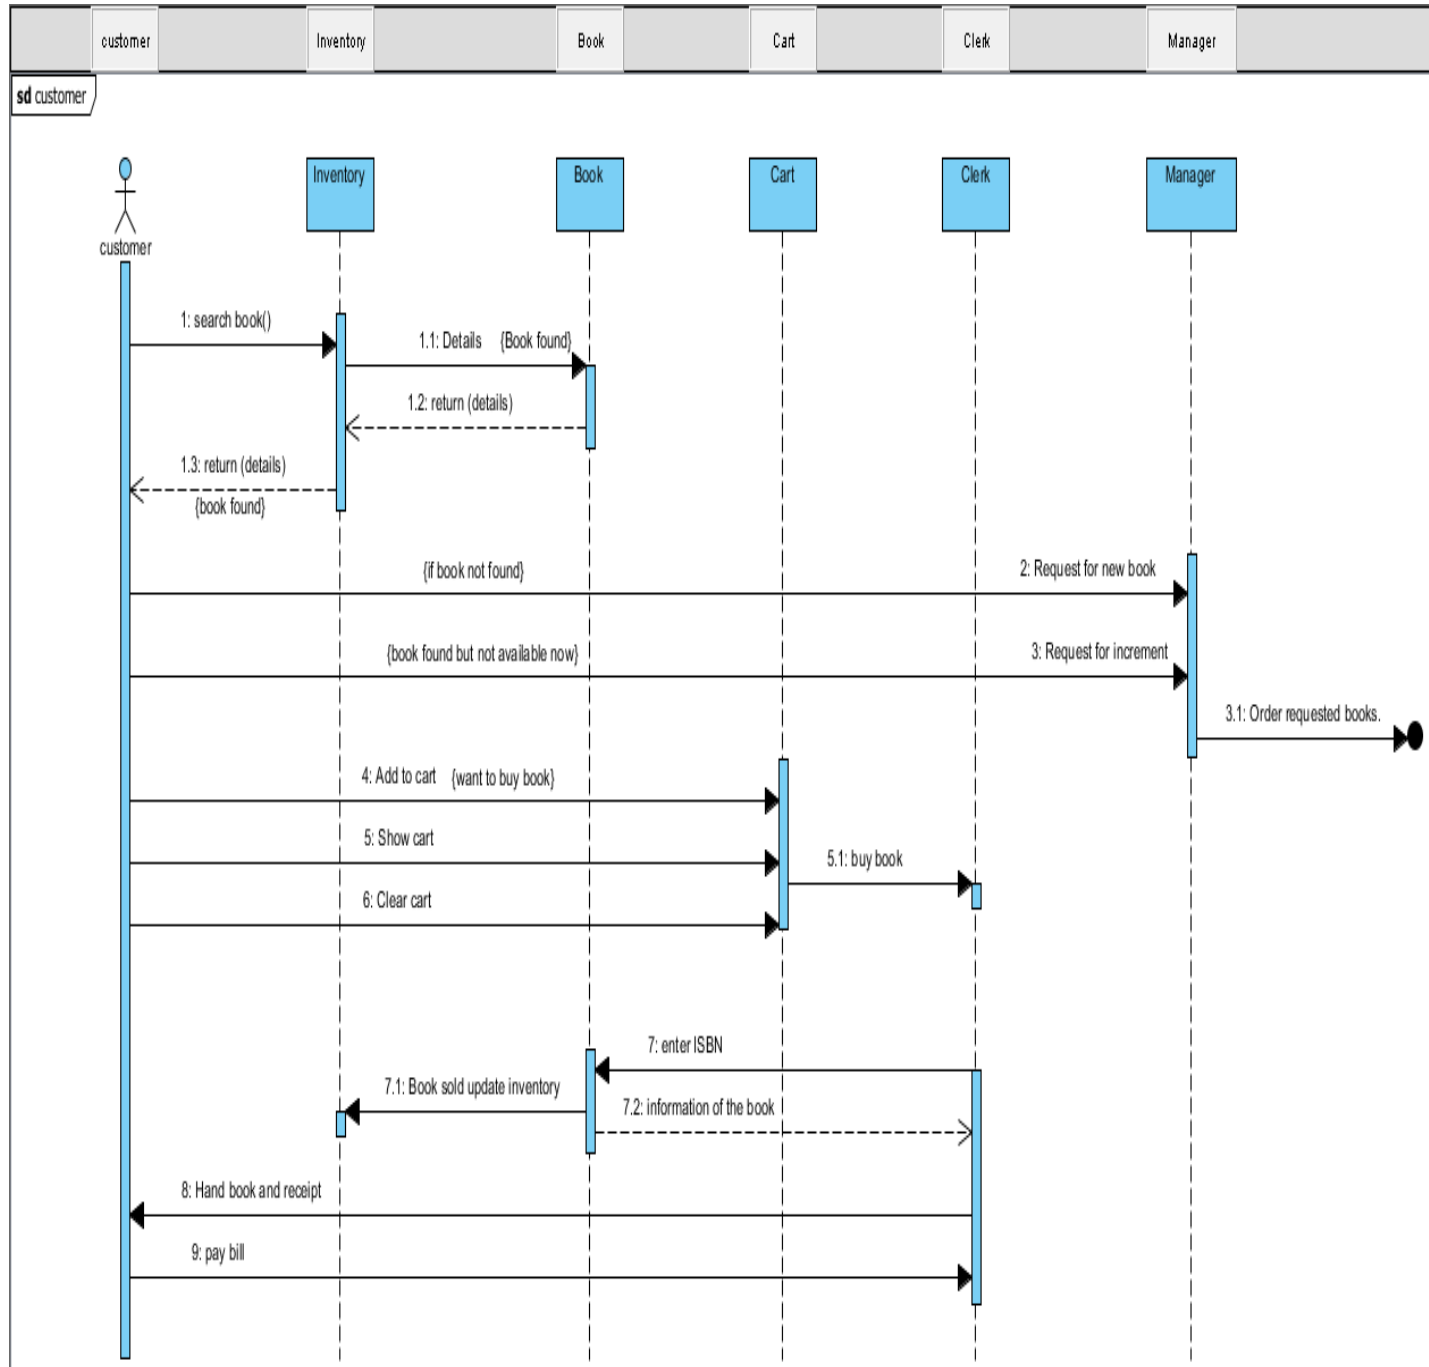 customer Inventory Book Cart Clerk Manager
sd customer
Inventory Book Cart Clerk Manager
customer
1: search book()
1.1: Details {Book found}
1.2: return (details)
1.3: return (details)
{book found}
{if book not found} 2: Request for new book
{book found but not available now} 3: Request for increment
3.1: Order requested books.
4: Add to cart {want to buy book}
5: Show cart
5.1: buy book
6: Clear cart
7: enter ISBN
7.1: Book sold update inventory
7.2: information of the book
8: Hand book and receipt
9: pay bill